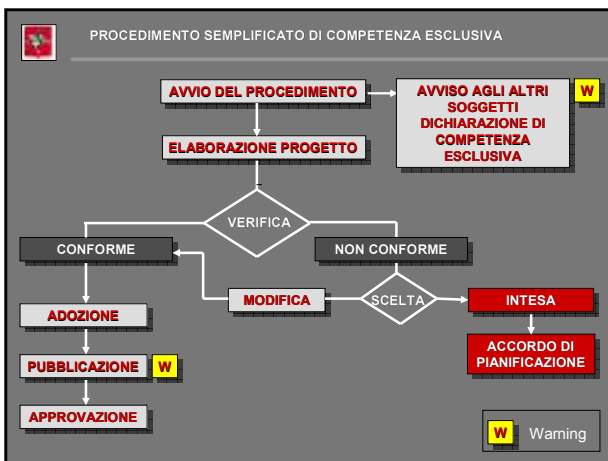 PROCEDIMENTO SEMPLIFICATO DI COMPETENZA ESCLUSIVA
AVVIO DEL PROCEDIMENTO
AVVISO AGLI ALTRI
SOGGETTI
DICHIARAZIONE DI
COMPETENZA
ESCLUSIVA
W
ELABORAZIONE PROGETTO
VERIFICA
CONFORME
NON CONFORME
MODIFICA
SCELTA
INTESA
ADOZIONE
ACCORDO DI
PIANIFICAZIONE
PUBBLICAZIONE
W
APPROVAZIONE
W Warning